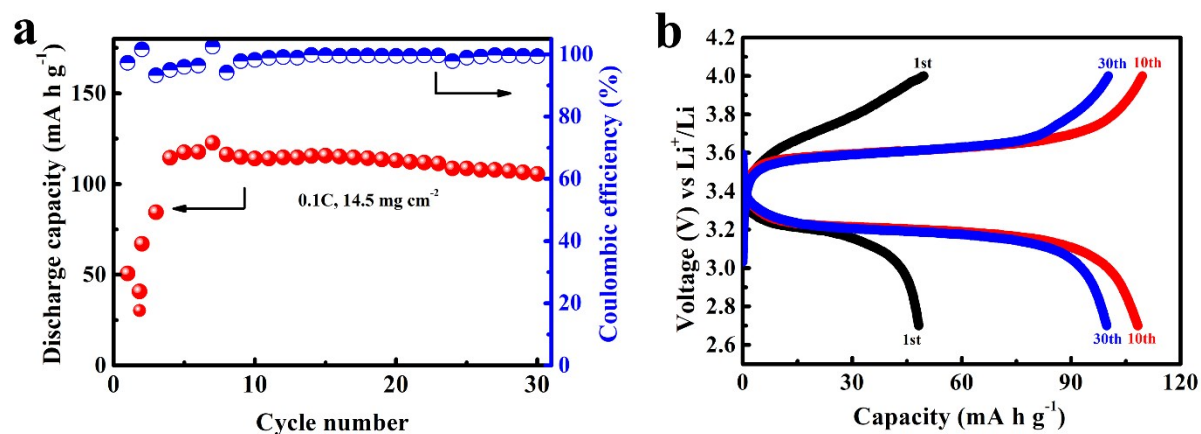 a
Discharge capacity (mA h g⁻¹)
150
100
50
0
0
10
20
30
Cycle number
0.1C, 14.5 mg cm⁻²
100
80
60
40
20
0
Coulombic efficiency (%)
b
Voltage (V) vs Li⁺/Li
4.2
4.0
3.8
3.6
3.4
3.2
3.0
2.8
2.6
1st
30th
10th
1st
30th
10th
0
30
60
90
120
Capacity (mA h g⁻¹)